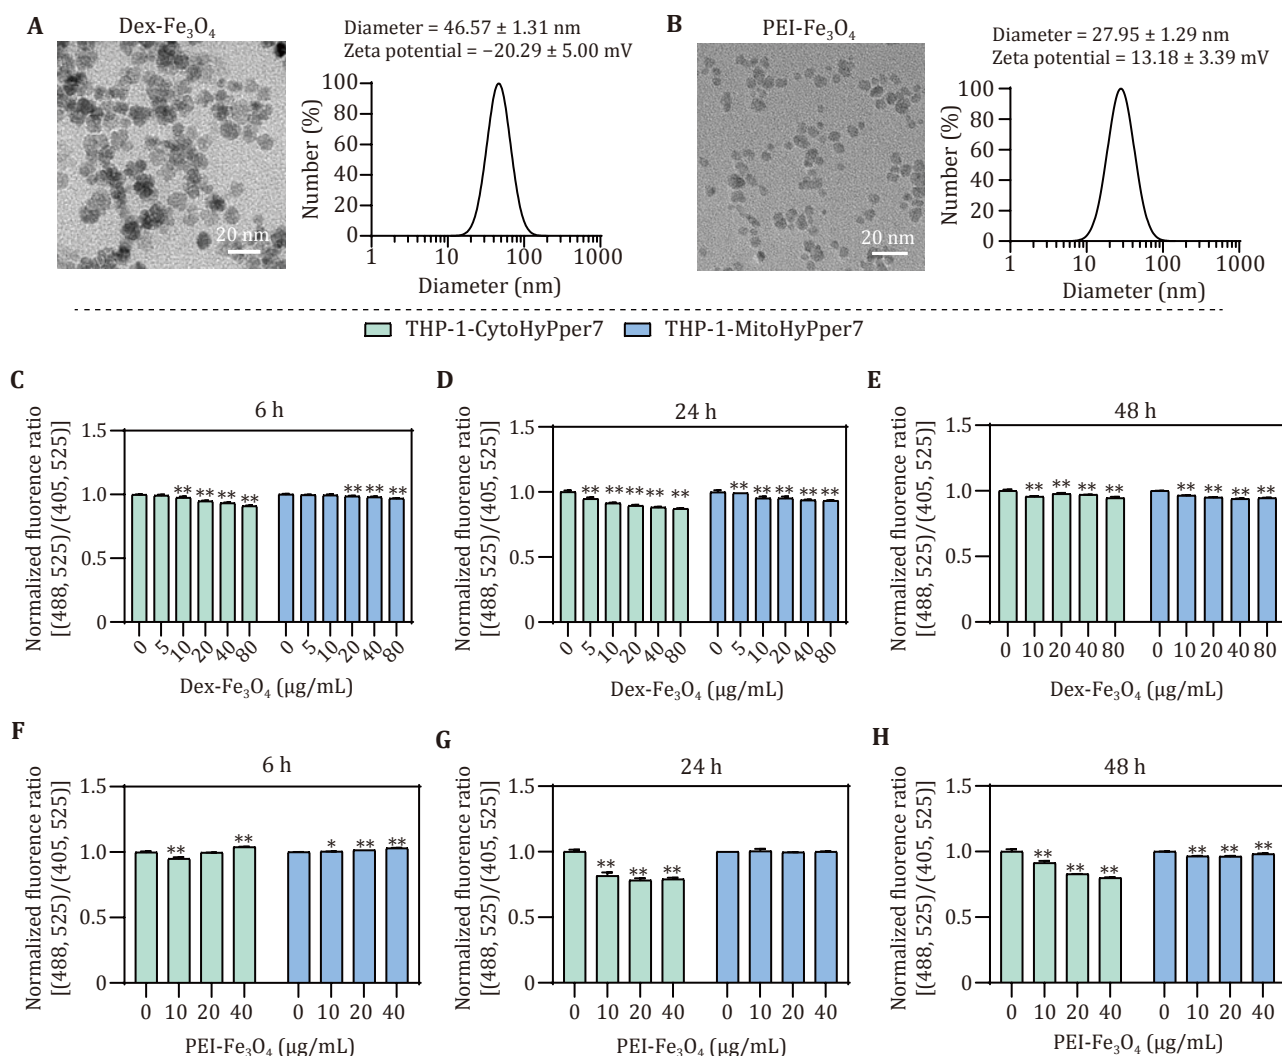 A
Dex-Fe₃O₄
Diameter = 46.57 ± 1.31 nm
Zeta potential = −20.29 ± 5.00 mV
20 nm
Number (%)
100
80
60
40
20
0
1 10 100 1000
Diameter (nm)
B
PEI-Fe₃O₄
Diameter = 27.95 ± 1.29 nm
Zeta potential = 13.18 ± 3.39 mV
20 nm
Number (%)
100
80
60
40
20
0
1 10 100 1000
Diameter (nm)
THP-1-CytoHyPper7 THP-1-MitoHyPper7
C
6 h
Normalized fluorence ratio
[(488, 525)/(405, 525)]
1.5
1.0
0.5
0
** ** ** ** ** ** **
0 5 10 20 40 80 0 5 10 20 40 80
Dex-Fe₃O₄ (μg/mL)
D
24 h
Normalized fluorence ratio
[(488, 525)/(405, 525)]
1.5
1.0
0.5
0
** ** ** ** ** ** ** ** ** **
0 5 10 20 40 80 0 5 10 20 40 80
Dex-Fe₃O₄ (μg/mL)
E
48 h
Normalized fluorence ratio
[(488, 525)/(405, 525)]
1.5
1.0
0.5
0
** ** ** ** ** ** ** **
0 10 20 40 80 0 10 20 40 80
Dex-Fe₃O₄ (μg/mL)
F
6 h
Normalized fluorence ratio
[(488, 525)/(405, 525)]
1.5
1.0
0.5
0
** ** * ** **
0 10 20 40 0 10 20 40
PEI-Fe₃O₄ (μg/mL)
G
24 h
Normalized fluorence ratio
[(488, 525)/(405, 525)]
1.5
1.0
0.5
0
** ** **
0 10 20 40 0 10 20 40
PEI-Fe₃O₄ (μg/mL)
H
48 h
Normalized fluorence ratio
[(488, 525)/(405, 525)]
1.5
1.0
0.5
0
** ** ** ** ** **
0 10 20 40 0 10 20 40
PEI-Fe₃O₄ (μg/mL)